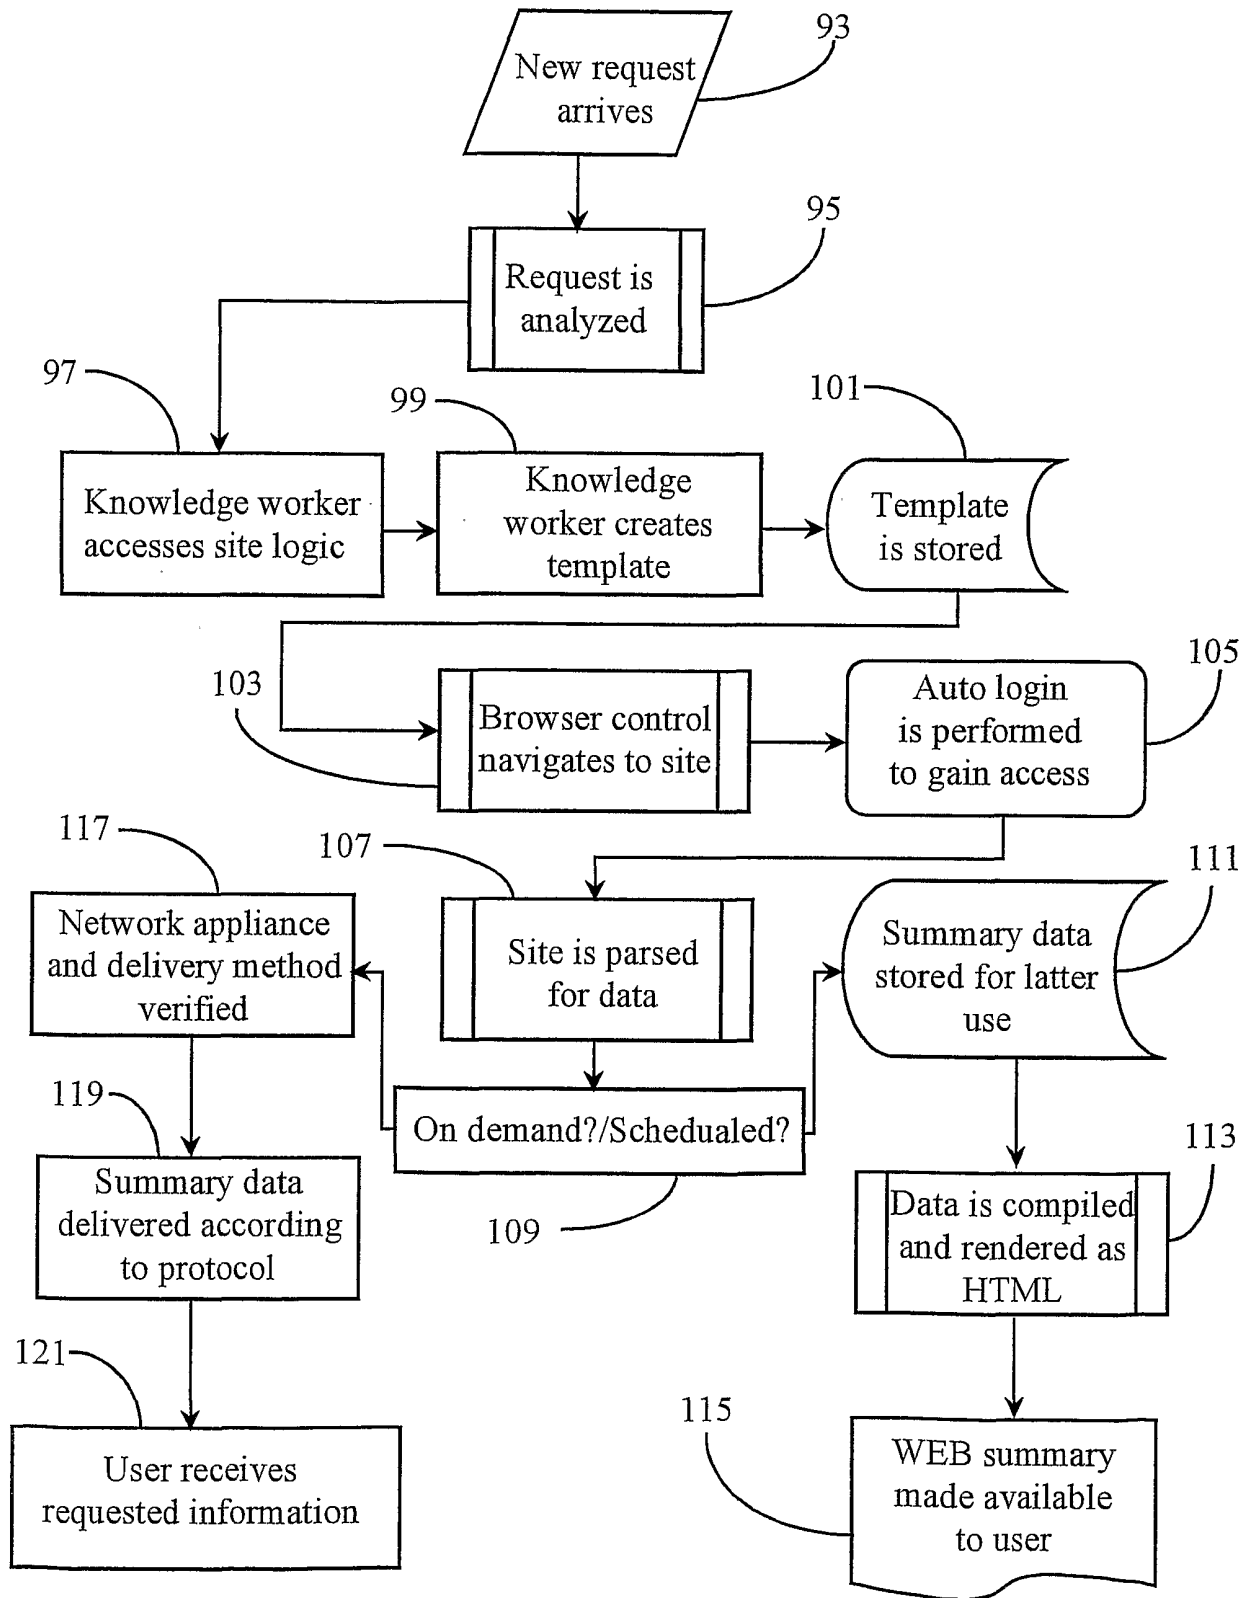 93
New request
arrives
95
Request is
analyzed
97
Knowledge worker
accesses site logic
99
Knowledge
worker creates
template
101
Template
is stored
103
Browser control
navigates to site
105
Auto login
is performed
to gain access
107
Site is parsed
for data
109
On demand?/Schedualed?
111
Summary data
stored for latter
use
113
Data is compiled
and rendered as
HTML
115
WEB summary
made available
to user
117
Network appliance
and delivery method
verified
119
Summary data
delivered according
to protocol
121
User receives
requested information